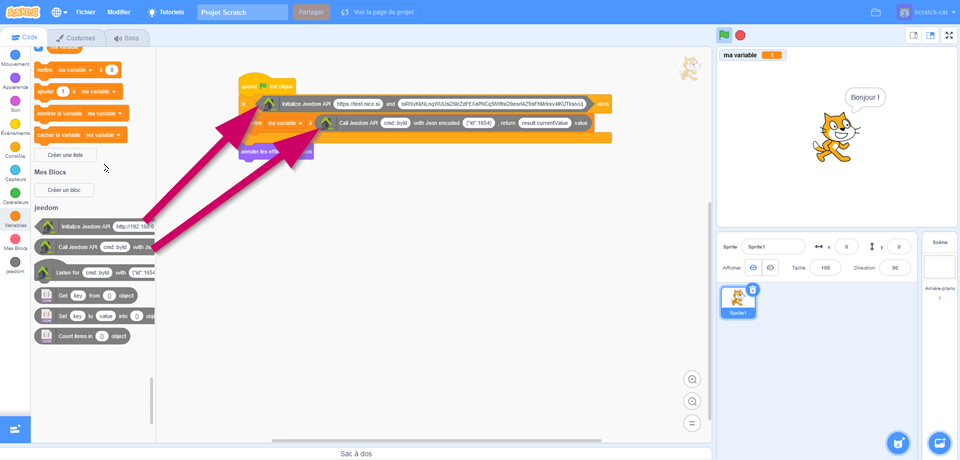 SCRATCH
Fichier
Modifier
Tutoriels
Projet Scratch
Partager
Voir la page du projet
scratch-cat
Code
Costumes
Sons
Mouvement
Apparence
Son
Événements
Contrôle
Capteurs
Opérateurs
Variables
Mes Blocs
jeedom
ma variable
mettre ma variable à 0
ajouter 1 à ma variable
montrer la variable ma variable
cacher la variable ma variable
Créer une liste
Mes Blocs
Créer un bloc
jeedom
Initialize Jeedom API http://192.168.0
Call Jeedom API cmd::byId with Js
Listen for cmd::byId with {"id":1654
Get key from {} object
Set key to value into {} obje
Count items in {} object
quand est cliqué
Initialize Jeedom API https://test.nico.si and alors
ma variable à Call Jeedom API cmd::byId with Json encoded {"id":1654} , return result.currentValue value
annuler les effe
ma variable 1
Bonjour !
Sprite Sprite1 x 0 y 0
Afficher Taille 100 Direction 90
Sprite1
Scène
Arrière-plans
1
Sac à dos